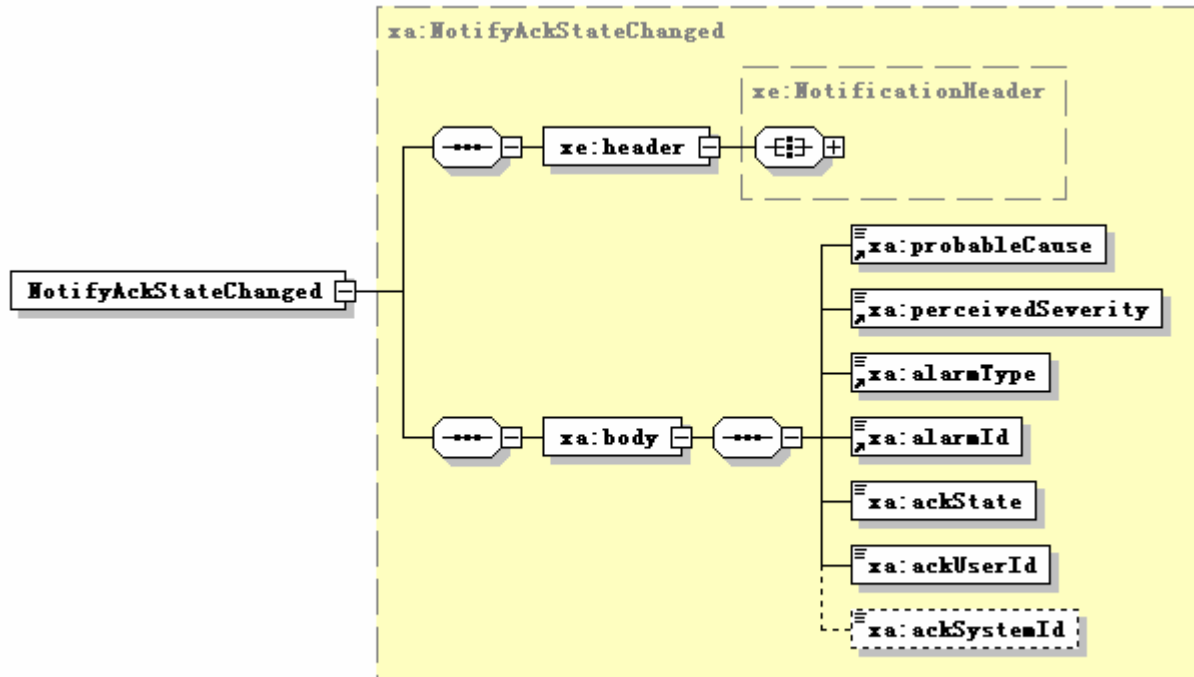 xa:NotifyAckStateChanged
xe:NotificationHeader
xe:header
xa:probableCause
NotifyAckStateChanged
xa:perceivedSeverity
xa:alarmType
xa:body
xa:alarmId
xa:ackState
xa:ackUserId
xa:ackSystemId